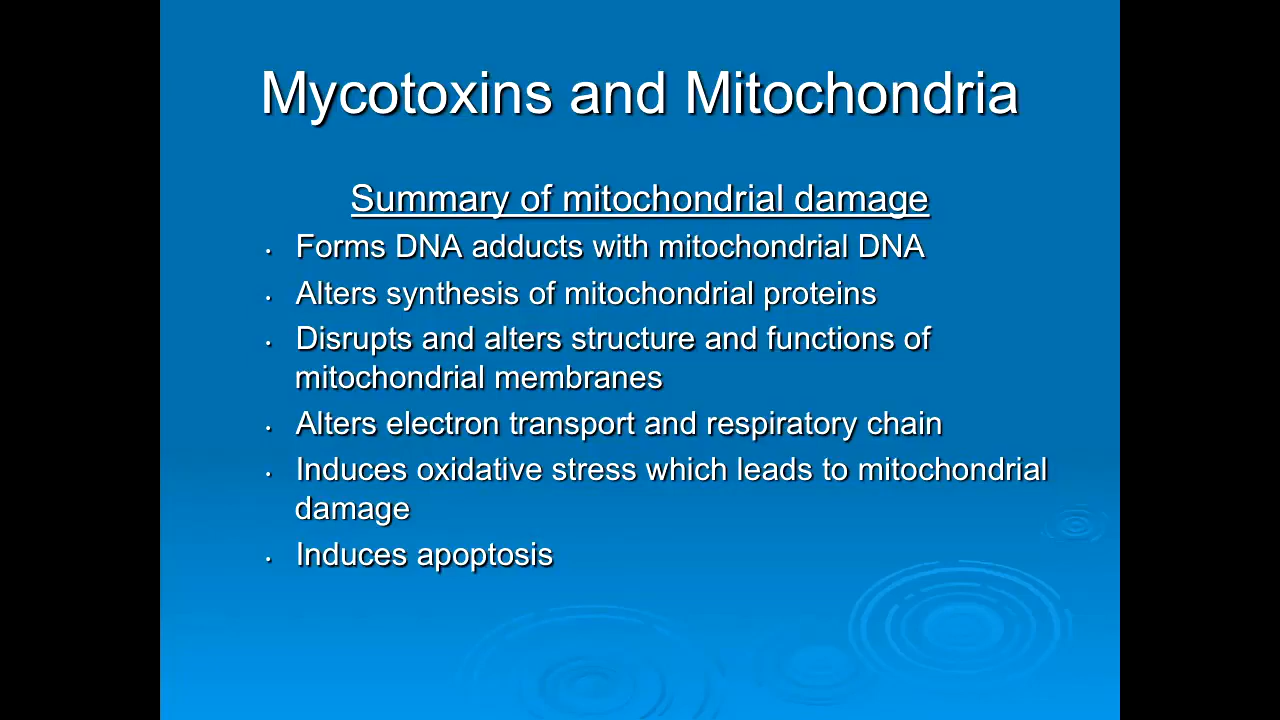 Mycotoxins and Mitochondria
Summary of mitochondrial damage
• Forms DNA adducts with mitochondrial DNA
• Alters synthesis of mitochondrial proteins
• Disrupts and alters structure and functions of
mitochondrial membranes
• Alters electron transport and respiratory chain
• Induces oxidative stress which leads to mitochondrial
damage
• Induces apoptosis